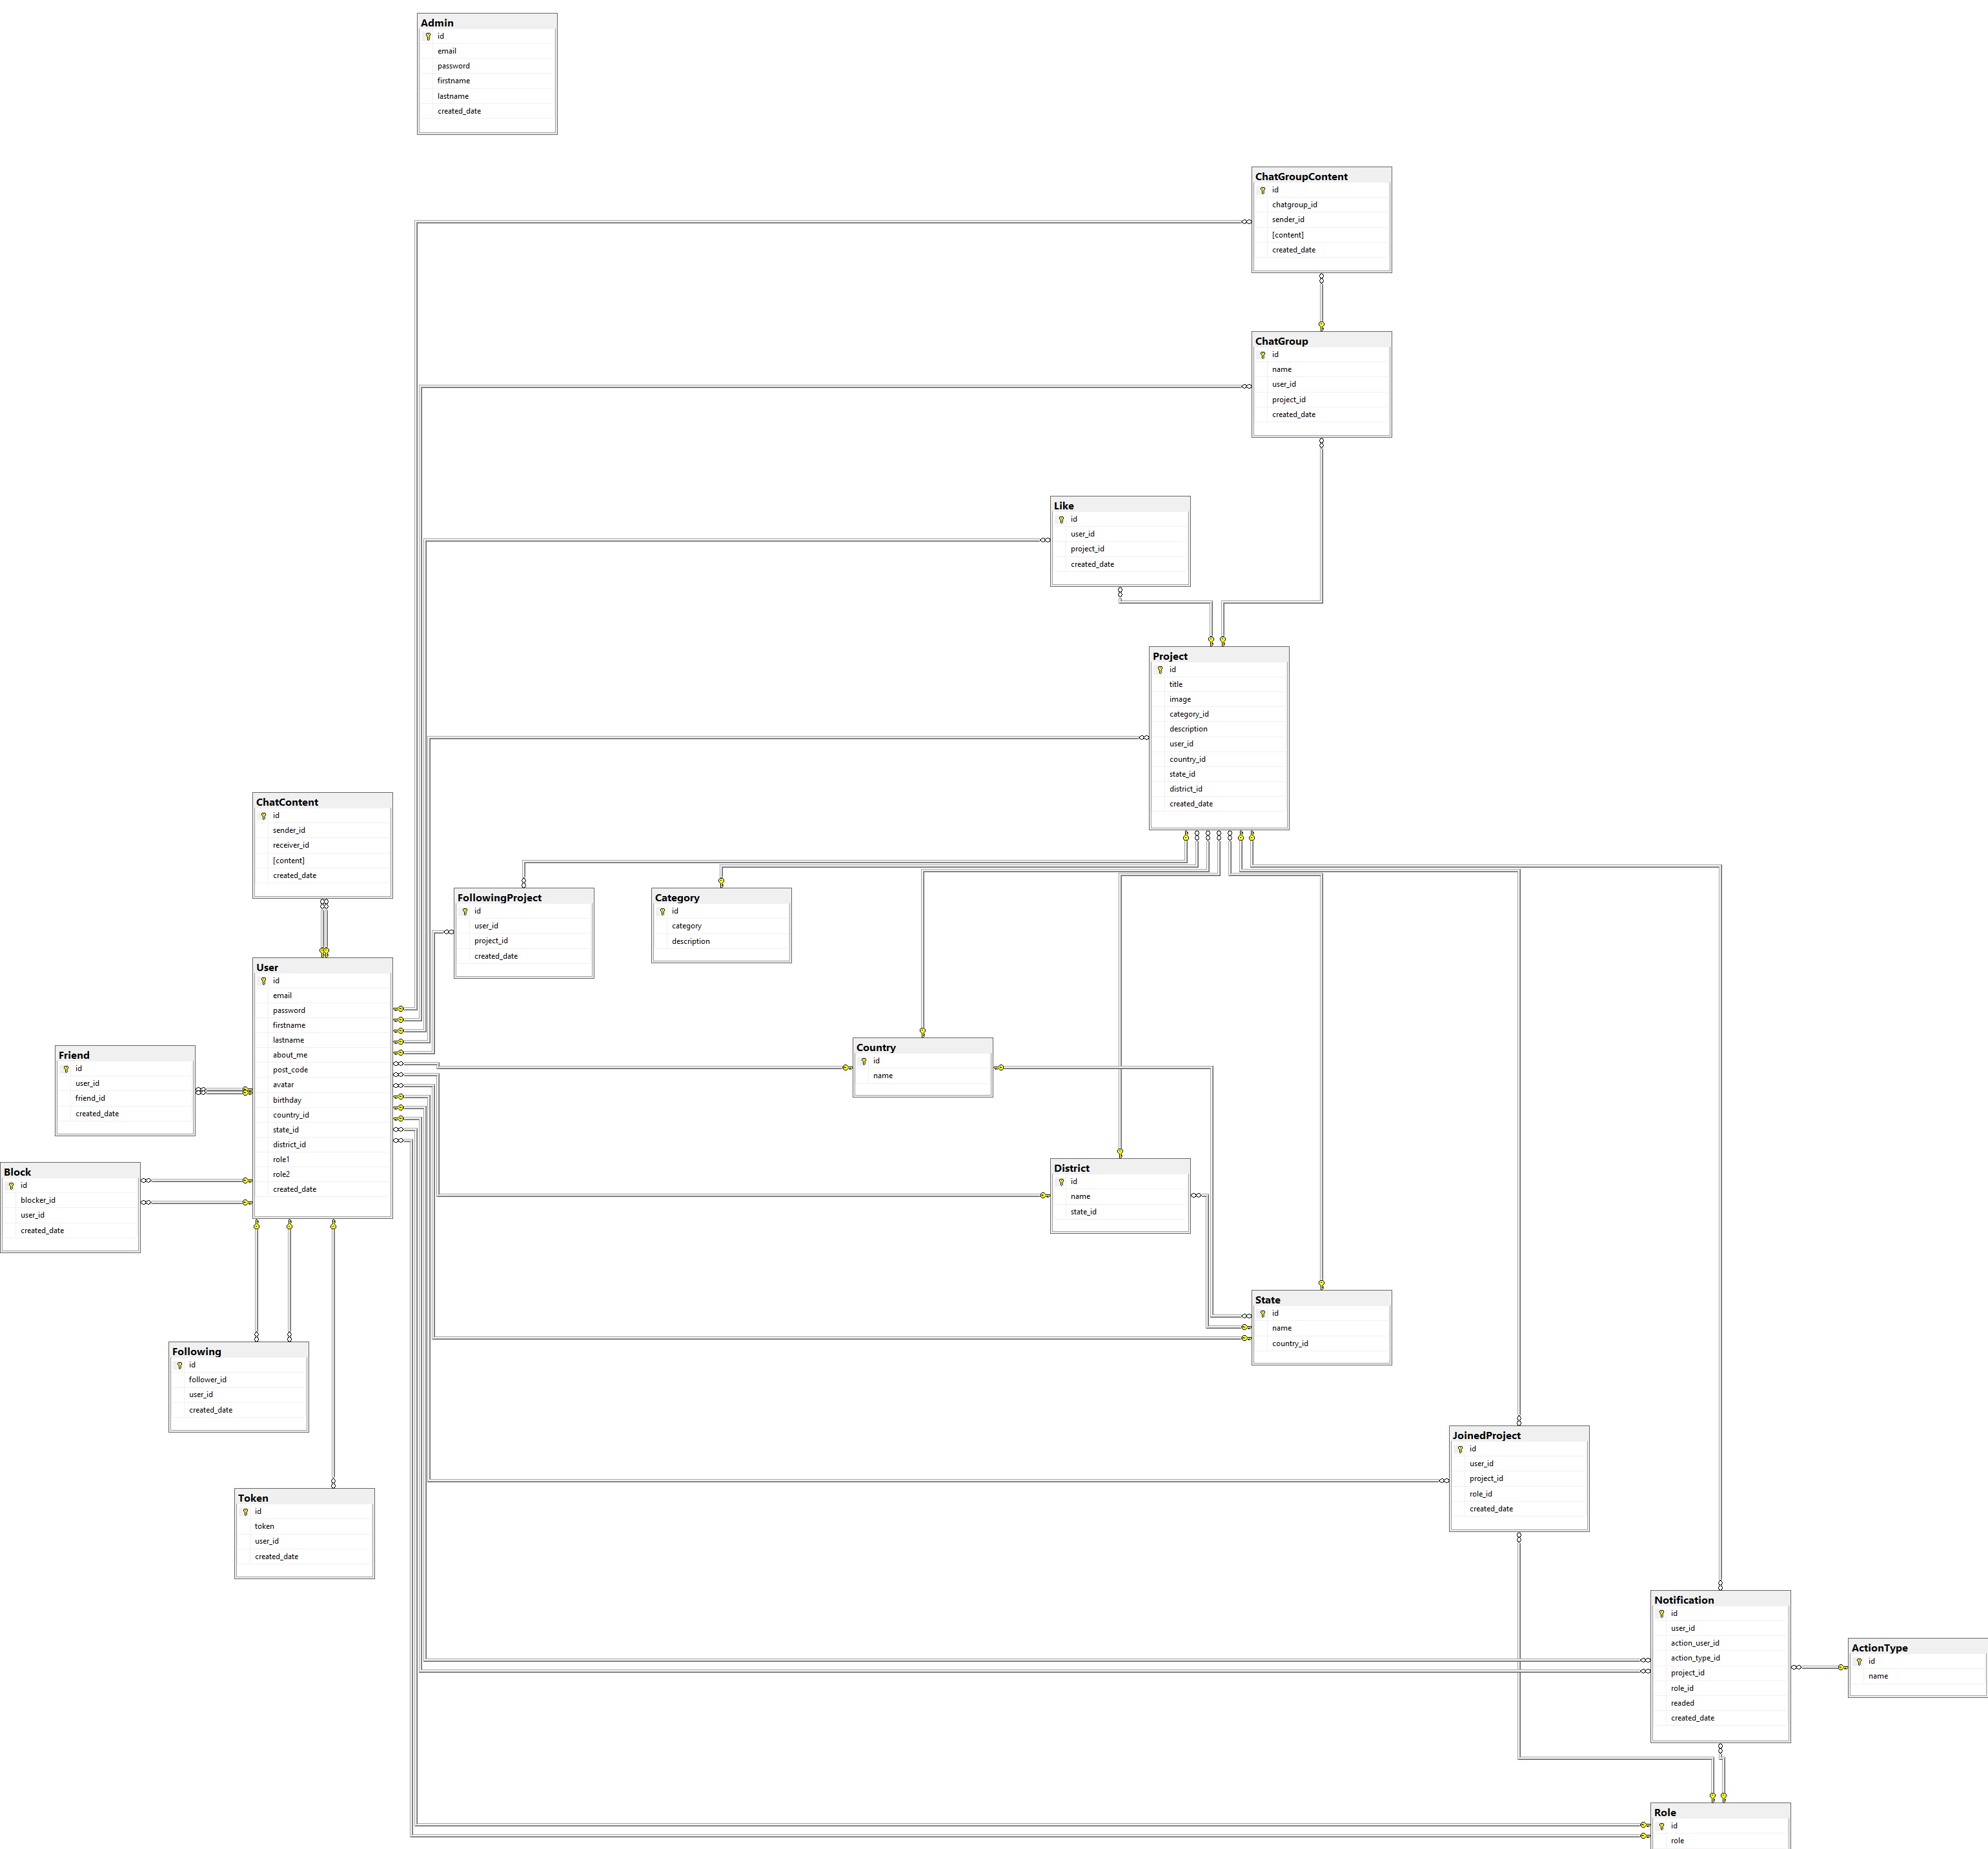 Admin
id
email
password
firstname
lastname
created_date
ChatGroupContent
id
chatgroup_id
sender_id
[content]
created_date
ChatGroup
id
name
user_id
project_id
created_date
Like
id
user_id
project_id
created_date
Project
id
title
image
category_id
description
user_id
country_id
state_id
district_id
created_date
ChatContent
id
sender_id
receiver_id
[content]
created_date
FollowingProject
id
user_id
project_id
created_date
Category
id
category
description
User
id
email
password
firstname
lastname
about_me
post_code
avatar
birthday
country_id
state_id
district_id
role1
role2
created_date
Friend
id
user_id
friend_id
created_date
Country
id
name
Block
id
blocker_id
user_id
created_date
District
id
name
state_id
State
id
name
country_id
Following
id
follower_id
user_id
created_date
JoinedProject
id
user_id
project_id
role_id
created_date
Token
id
token
user_id
created_date
Notification
id
user_id
action_user_id
action_type_id
project_id
role_id
readed
created_date
ActionType
id
name
Role
id
role